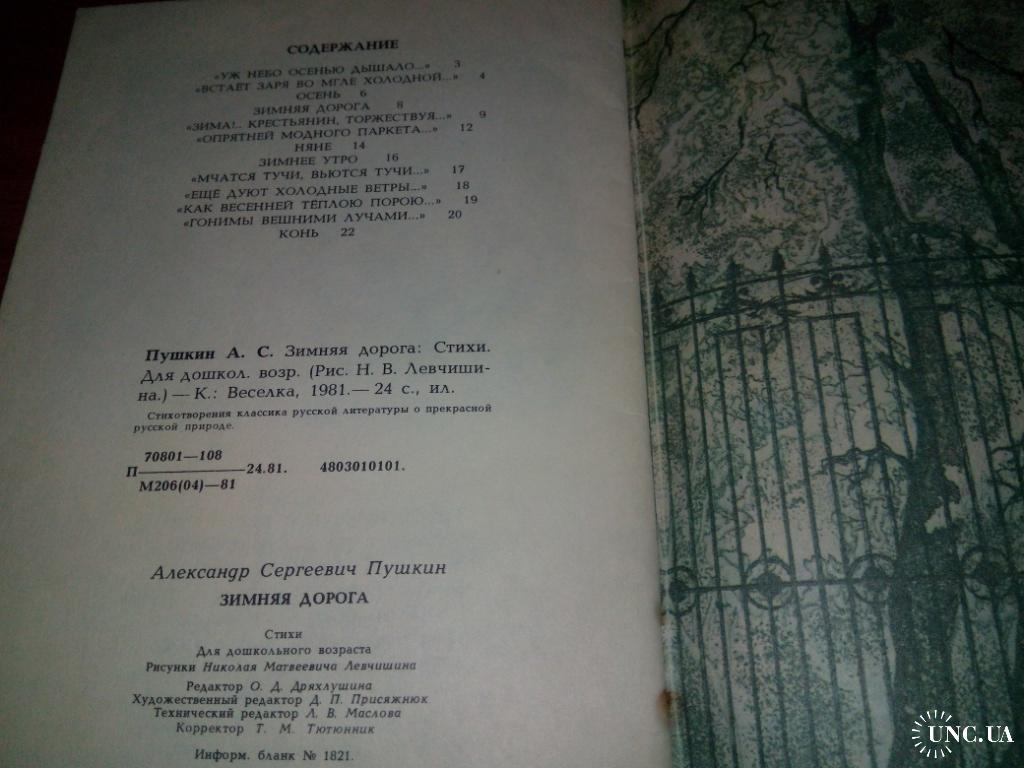 СОДЕРЖАНИЕ
«УЖ НЕБО ОСЕНЬЮ ДЫШАЛО...» 3
«ВСТАЁТ ЗАРЯ ВО МГЛЕ ХОЛОДНОЙ...» 4
ОСЕНЬ 6
ЗИМНЯЯ ДОРОГА 8
«ЗИМА!.. КРЕСТЬЯНИН, ТОРЖЕСТВУЯ...» 9
«ОПРЯТНЕЙ МОДНОГО ПАРКЕТА...» 12
НЯНЕ 14
ЗИМНЕЕ УТРО 16
«МЧАТСЯ ТУЧИ, ВЬЮТСЯ ТУЧИ...» 17
«ЕЩЁ ДУЮТ ХОЛОДНЫЕ ВЕТРЫ...» 18
«КАК ВЕСЕННЕЙ ТЁПЛОЮ ПОРОЮ...» 19
«ГОНИМЫ ВЕШНИМИ ЛУЧАМИ...» 20
КОНЬ 22
Пушкин А. С. Зимняя дорога: Стихи.
Для дошкол. возр. (Рис. Н. В. Левчиши-
на.) — К.: Веселка, 1981.— 24 с., ил.
Стихотворения классика русской литературы о прекрасной
русской природе.
70801—108
П————24.81. 4803010101.
М206(04)—81
Александр Сергеевич Пушкин
ЗИМНЯЯ ДОРОГА
Стихи
Для дошкольного возраста
Рисунки Николая Матвеевича Левчишина
Редактор О. Д. Дряхлушина
Художественный редактор Д. П. Присяжнюк
Технический редактор Л. В. Маслова
Корректор Т. М. Тютюнник
Информ. бланк № 1821.
UNC.UA